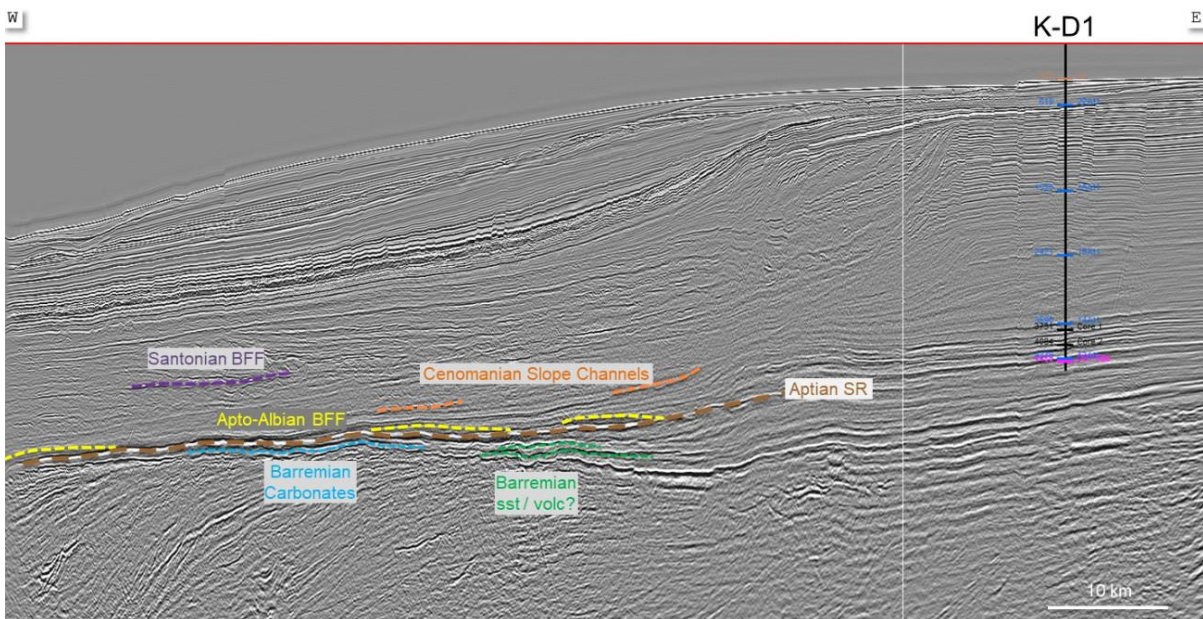 W
E
K-D1
Santonian BFF
Cenomanian Slope Channels
Aptian SR
Apto-Albian BFF
Barremian
Carbonates
Barremian
sst / volc?
10 km